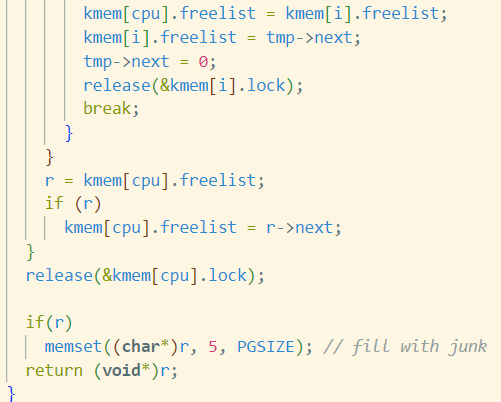 kmem[cpu].freelist = kmem[i].freelist;
kmem[i].freelist = tmp->next;
tmp->next = 0;
release(&kmem[i].lock);
break;
}
}
r = kmem[cpu].freelist;
if (r)
kmem[cpu].freelist = r->next;
}
release(&kmem[cpu].lock);
if(r)
memset((char*)r, 5, PGSIZE); // fill with junk
return (void*)r;
}